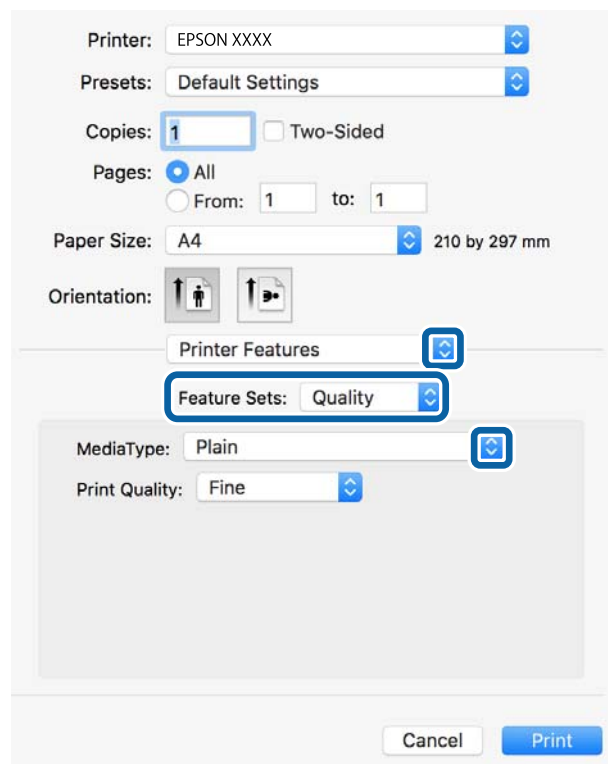 Printer: EPSON XXXX
Presets: Default Settings
Copies: 1 Two-Sided
Pages: All
From: 1 to: 1
Paper Size: A4 210 by 297 mm
Orientation:
Printer Features
Feature Sets: Quality
MediaType: Plain
Print Quality: Fine
Cancel Print